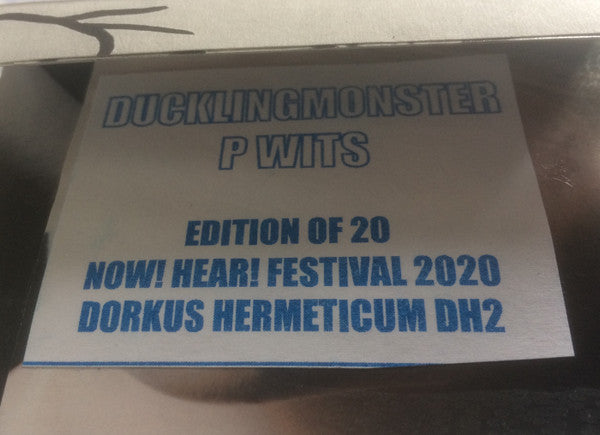 DUCKLINGMONSTER
P WITS
EDITION OF 20
NOW! HEAR! FESTIVAL 2020
DORKUS HERMETICUM DH2